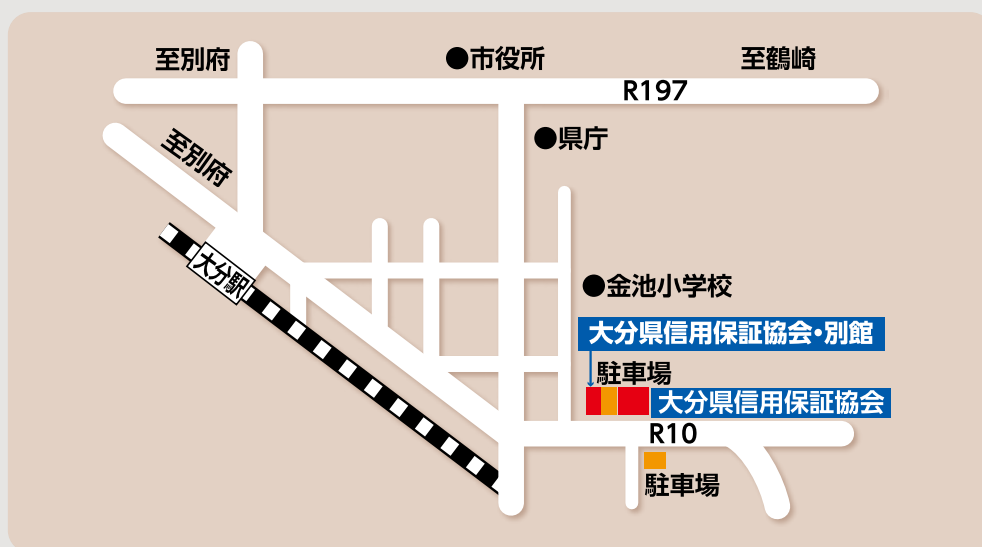 至別府
●市役所
至鶴崎
R197
●県庁
至別府
大分駅
●金池小学校
大分県信用保証協会・別館
駐車場
大分県信用保証協会
R10
駐車場